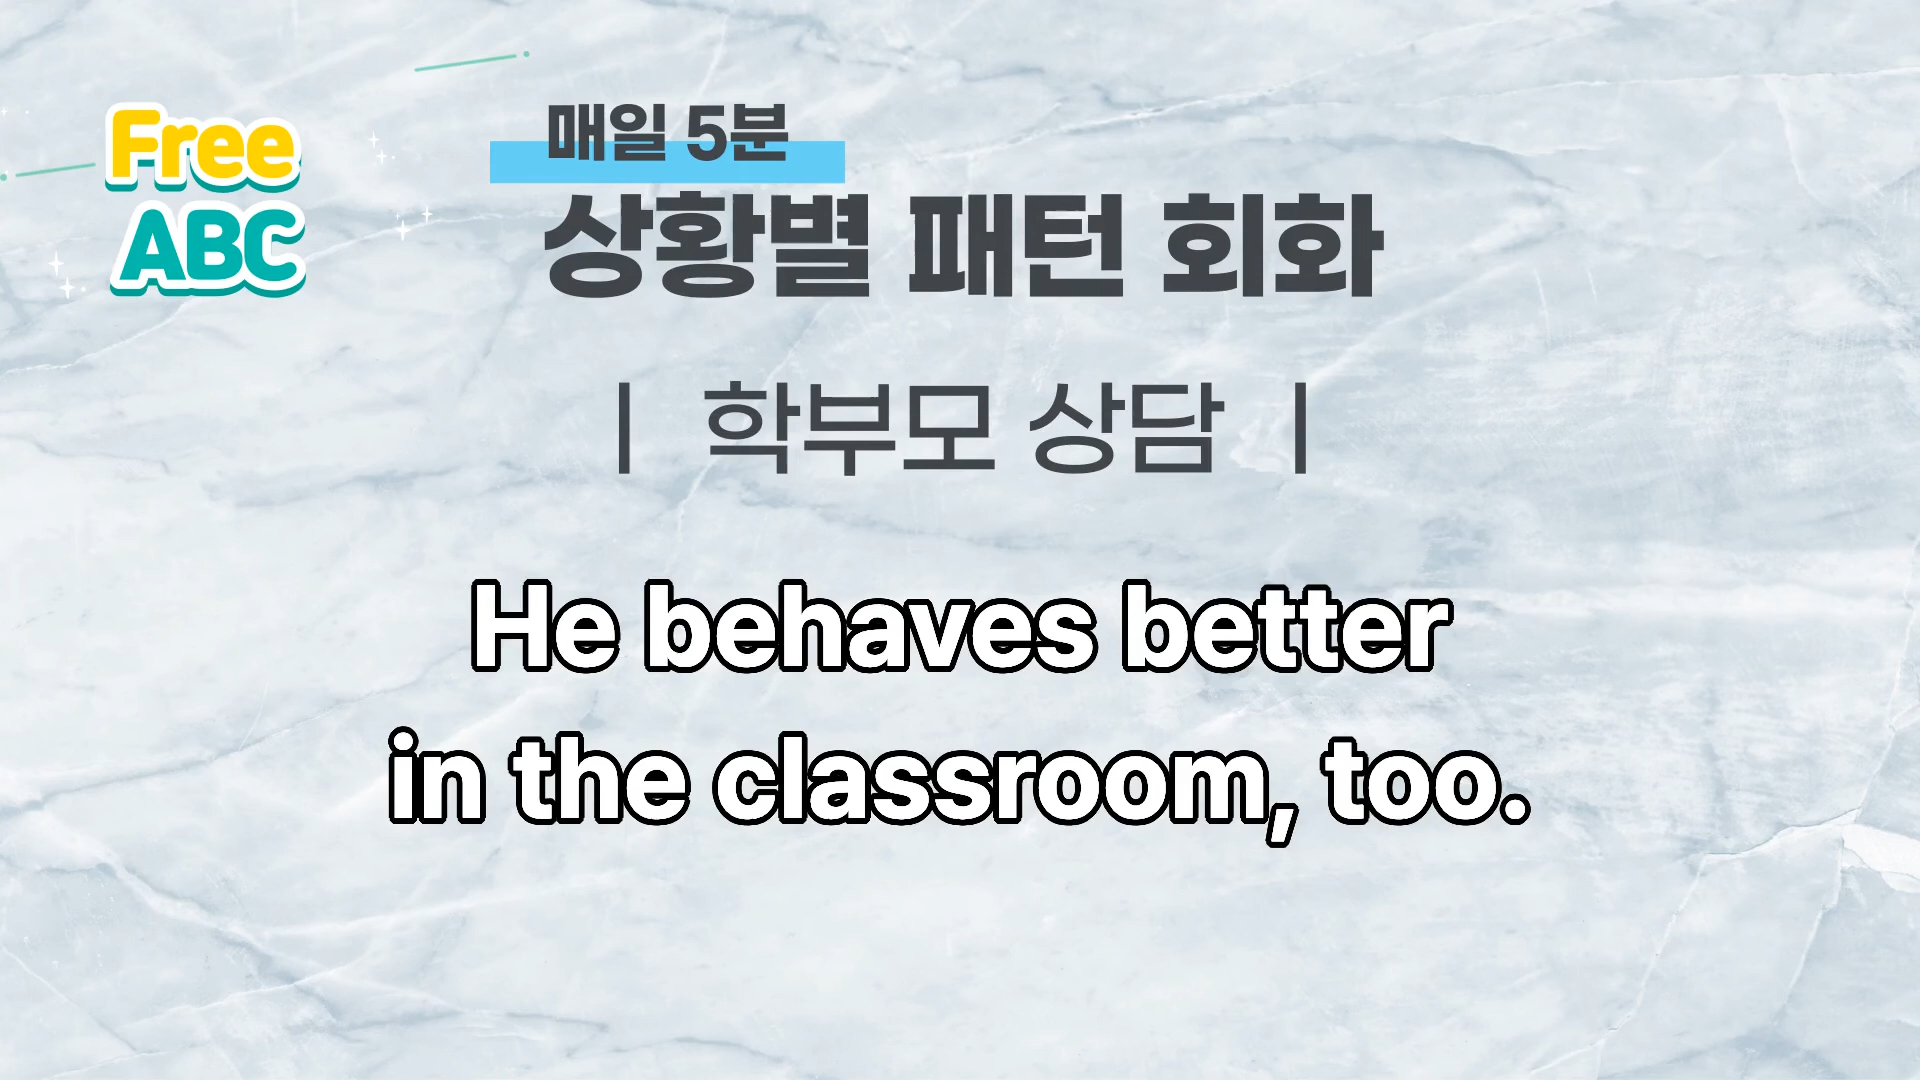 Free
ABC
매일 5분
상황별 패턴 회화
| 학부모 상담 |
He behaves better
in the classroom, too.